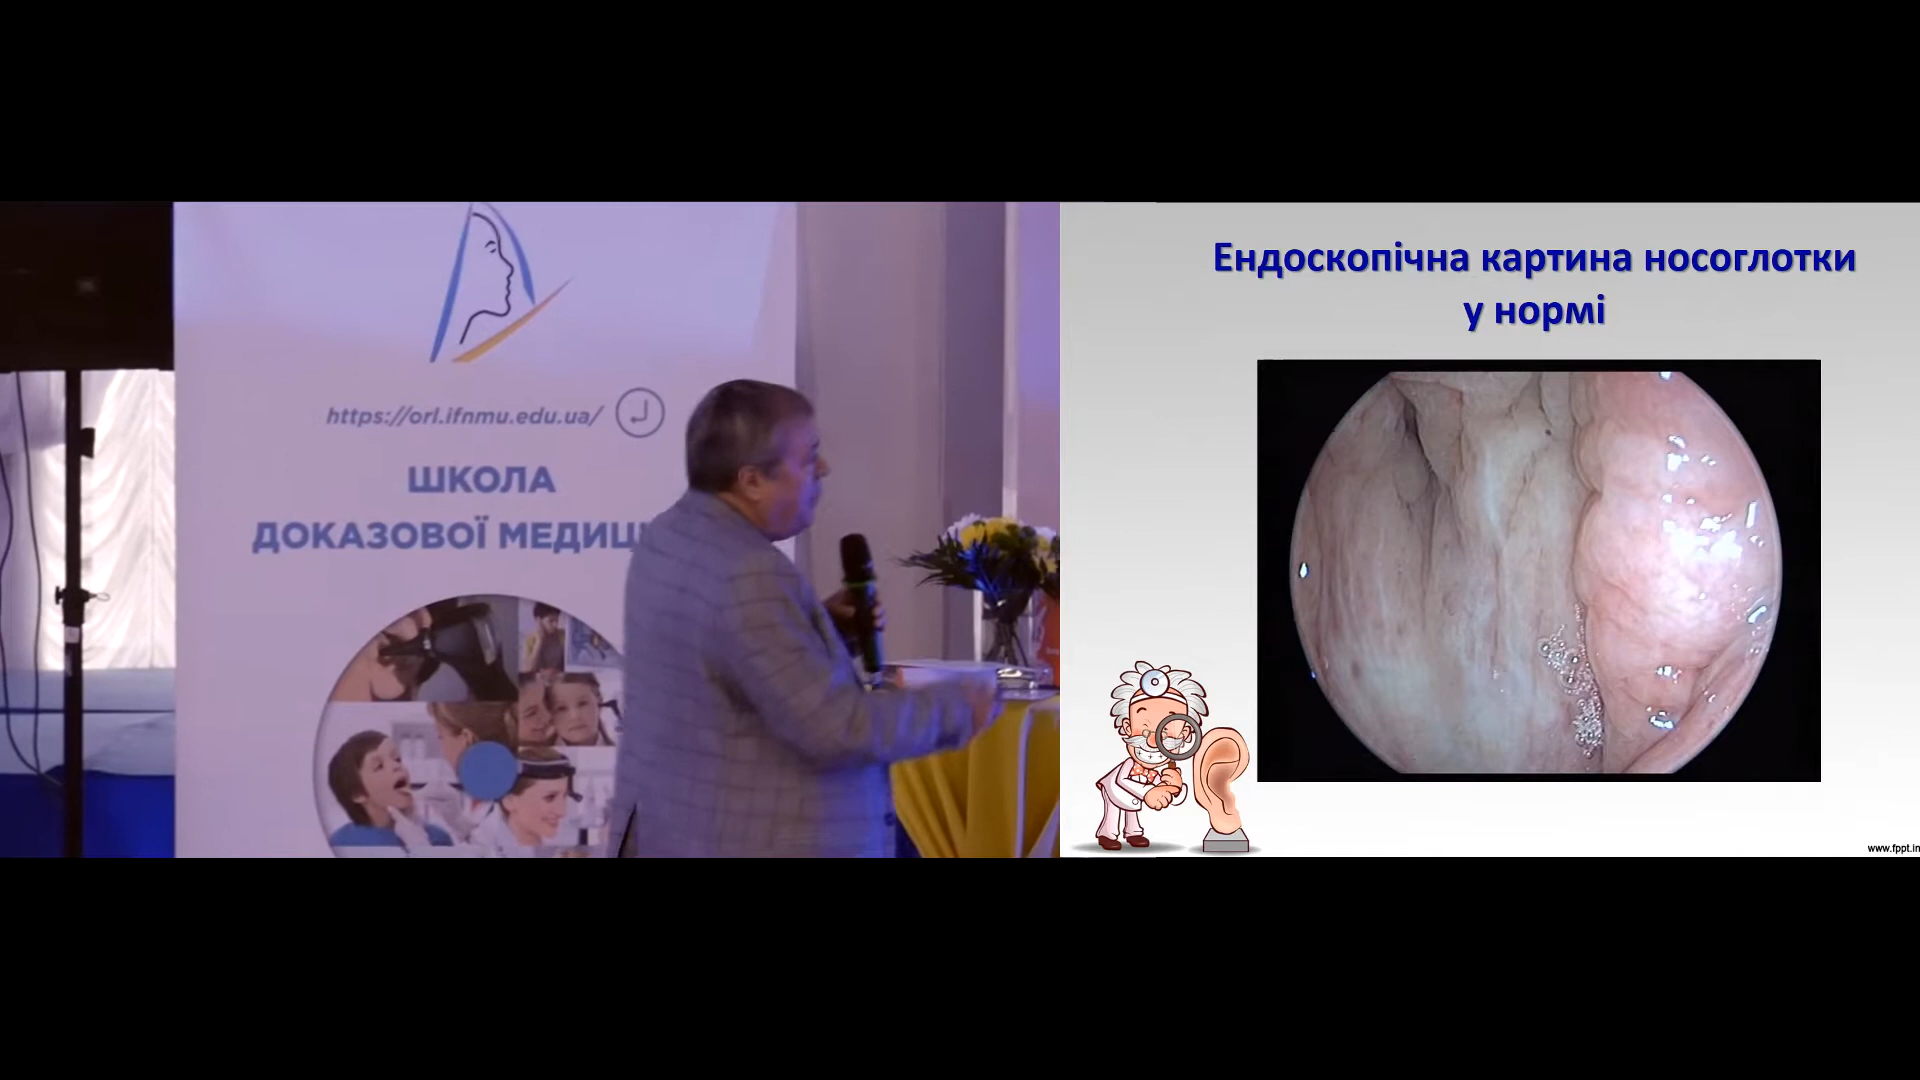 https://orl.ifnmu.edu.ua/
ШКОЛА
ДОКАЗОВОЇ МЕДИЦ
Ендоскопічна картина носоглотки
у нормі
www.fppt.in